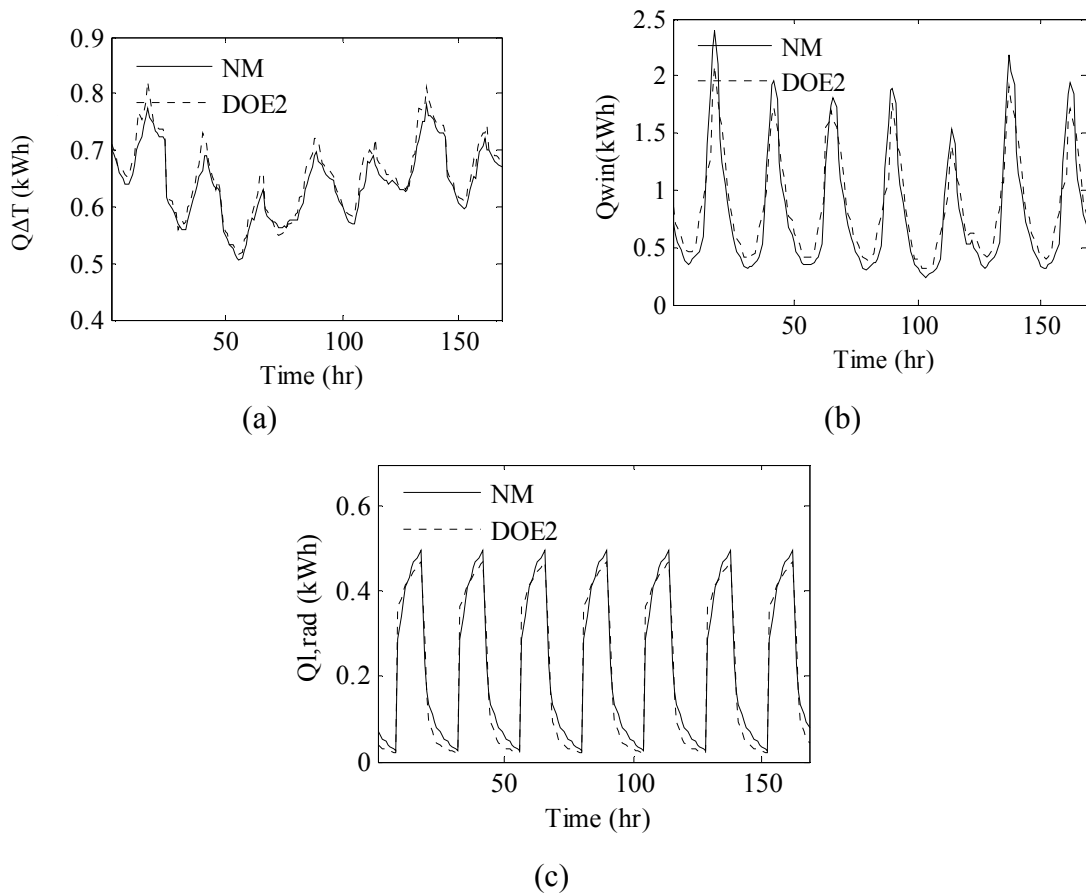 0.9
0.8
0.7
0.6
0.5
0.4
QΔT (kWh)
NM
DOE2
50
100
150
Time (hr)
(a)
2.5
2
1.5
1
0.5
0
Qwin(kWh)
NM
DOE2
50
100
150
Time (hr)
(b)
0.6
0.4
0.2
0
Ql,rad (kWh)
NM
DOE2
50
100
150
Time (hr)
(c)